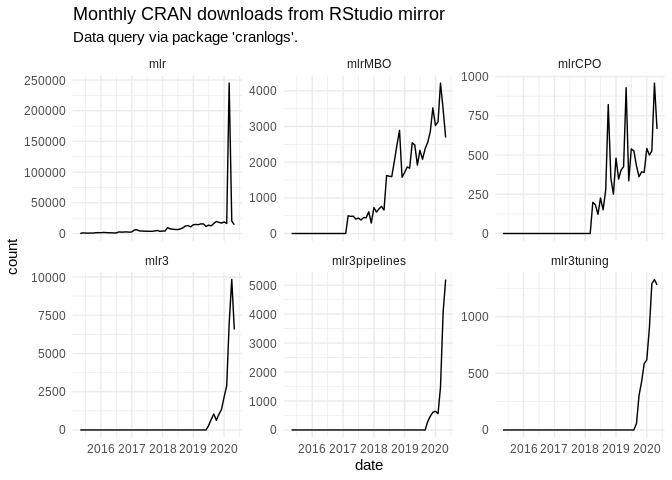 Monthly CRAN downloads from RStudio mirror
Data query via package 'cranlogs'.
mlr
mlrMBO
mlrCPO
250000
200000
150000
100000
50000
0
4000
3000
2000
1000
0
1000
750
500
250
0
count
mlr3
mlr3pipelines
mlr3tuning
10000
7500
5000
2500
0
5000
4000
3000
2000
1000
0
1000
500
0
2016 2017 2018 2019 2020
2016 2017 2018 2019 2020
2016 2017 2018 2019 2020
date